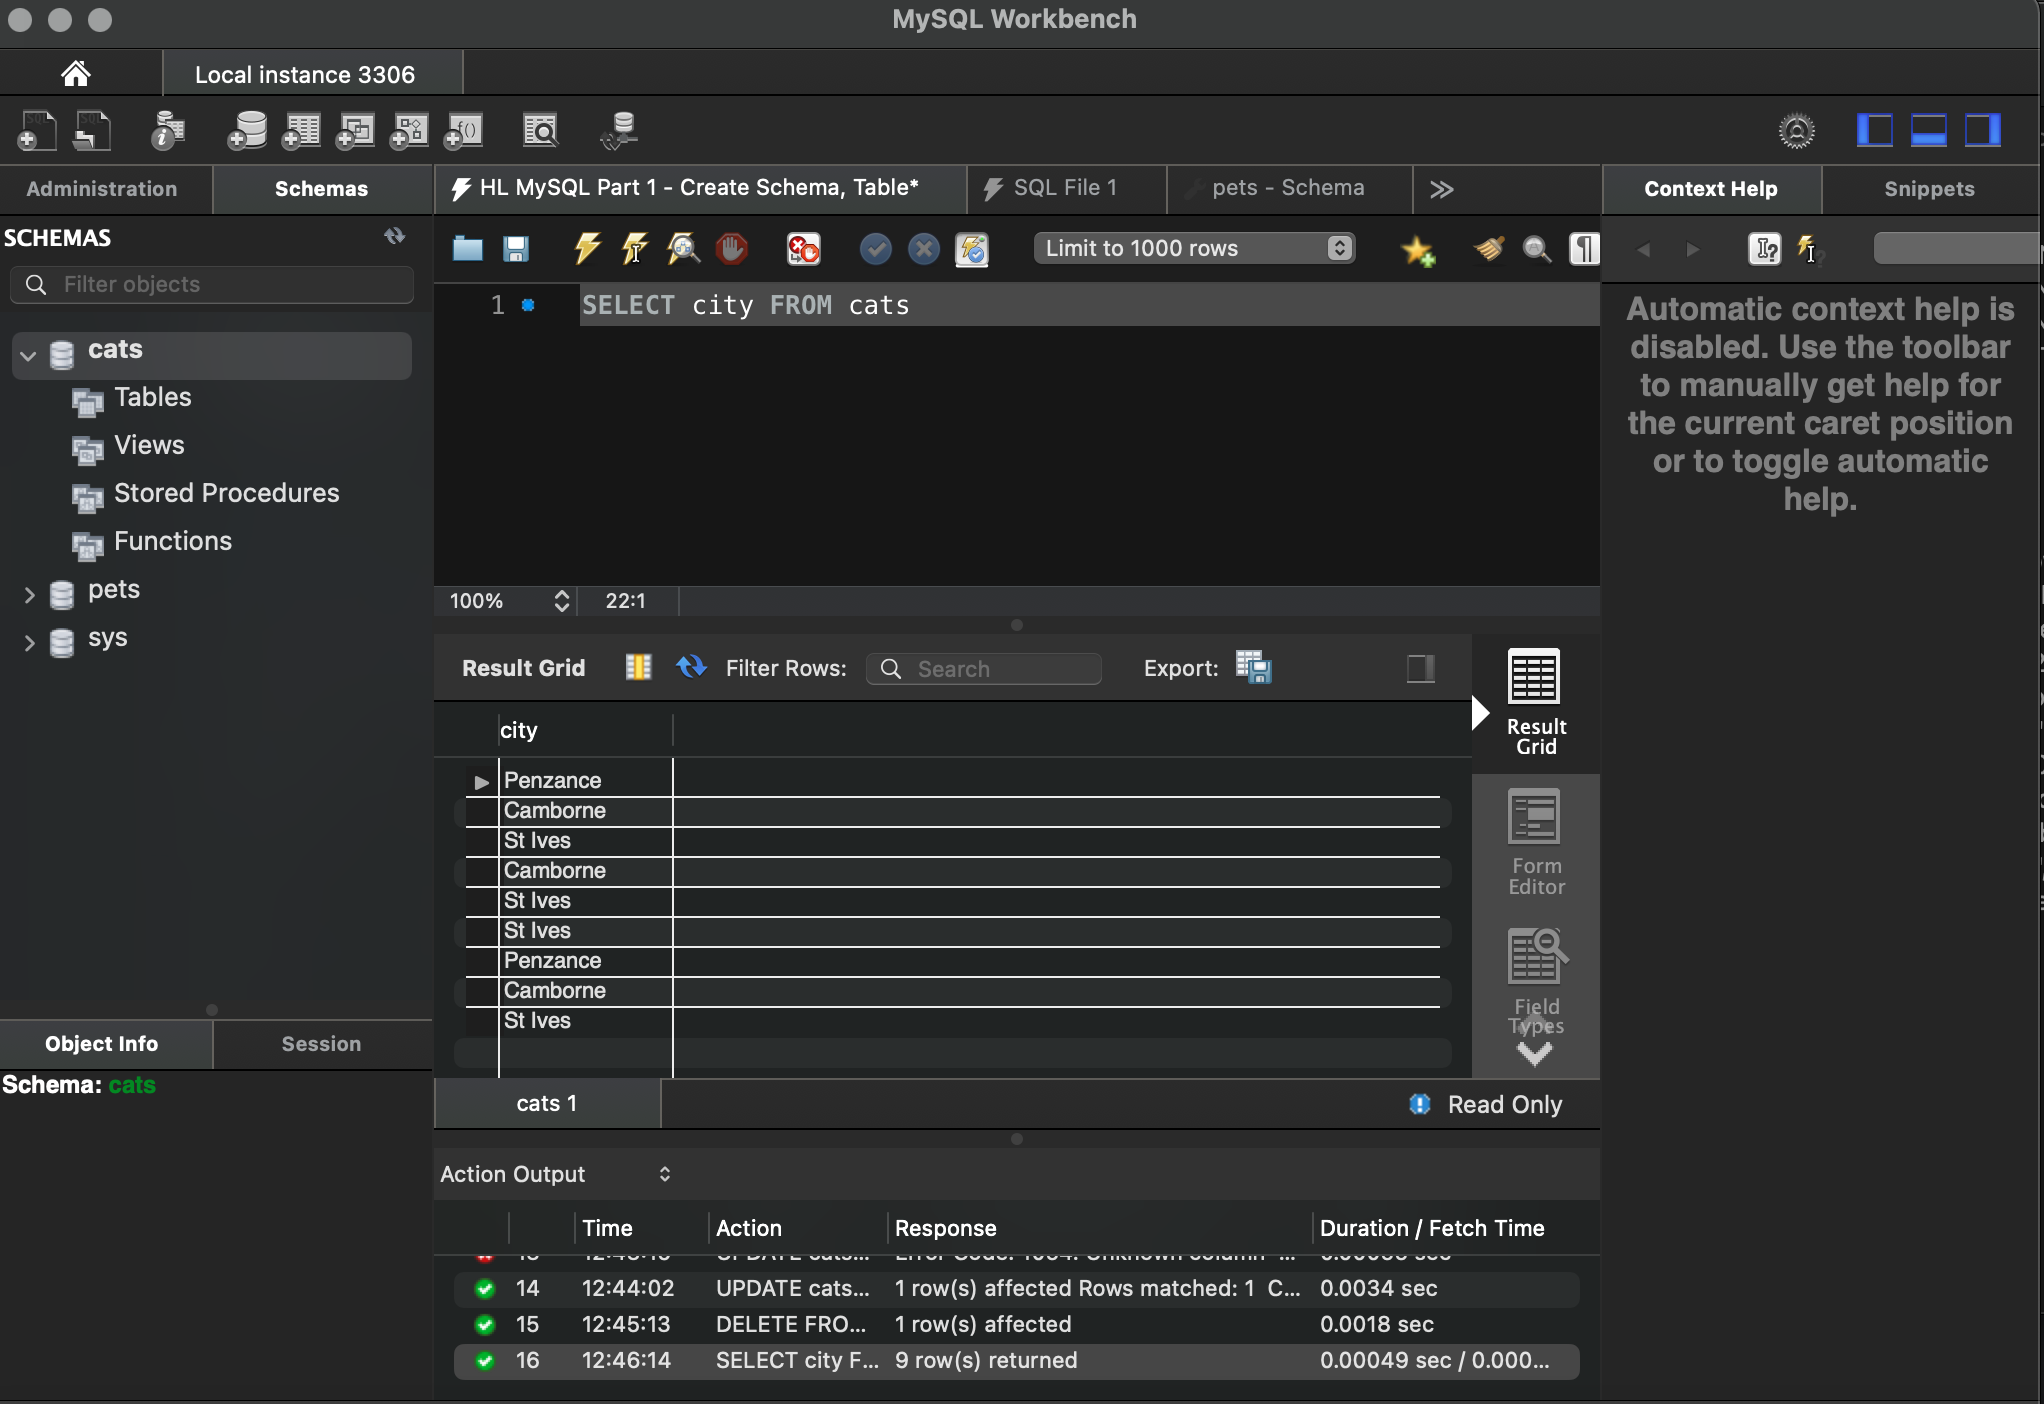 MySQL Workbench
Local instance 3306
Administration
Schemas
HL MySQL Part 1 - Create Schema, Table*
SQL File 1
pets - Schema
Context Help
Snippets
SCHEMAS
Filter objects
Limit to 1000 rows
1
SELECT city FROM cats
Automatic context help is
disabled. Use the toolbar
to manually get help for
the current caret position
or to toggle automatic
help.
cats
Tables
Views
Stored Procedures
Functions
pets
sys
100%
22:1
Result Grid
Filter Rows:
Search
Export:
Result
Grid
Form
Editor
Field
Types
city
Penzance
Camborne
St Ives
Camborne
St Ives
St Ives
Penzance
Camborne
St Ives
Object Info
Session
Schema: cats
cats 1
Read Only
Action Output
Time
Action
Response
Duration / Fetch Time
14 12:44:02 UPDATE cats... 1 row(s) affected Rows matched: 1 C... 0.0034 sec
15 12:45:13 DELETE FRO... 1 row(s) affected 0.0018 sec
16 12:46:14 SELECT city F... 9 row(s) returned 0.00049 sec / 0.000...